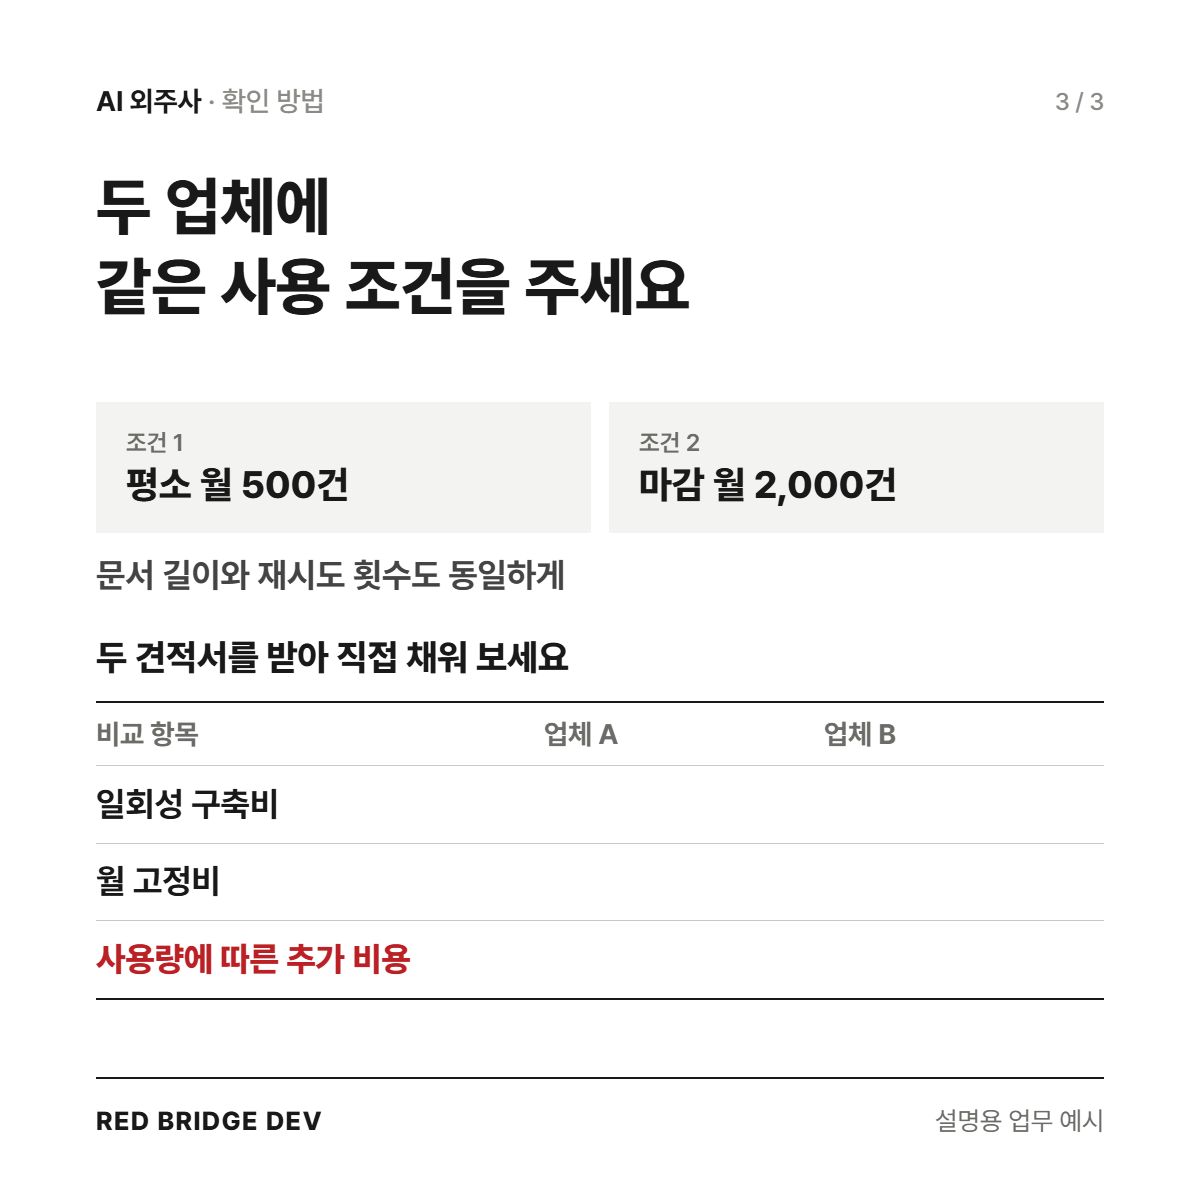 AI 외주사 · 확인 방법
3 / 3
두 업체에
같은 사용 조건을 주세요
조건 1
평소 월 500건
조건 2
마감 월 2,000건
문서 길이와 재시도 횟수도 동일하게
두 견적서를 받아 직접 채워 보세요
비교 항목 업체 A 업체 B
일회성 구축비
월 고정비
사용량에 따른 추가 비용
RED BRIDGE DEV
설명용 업무 예시